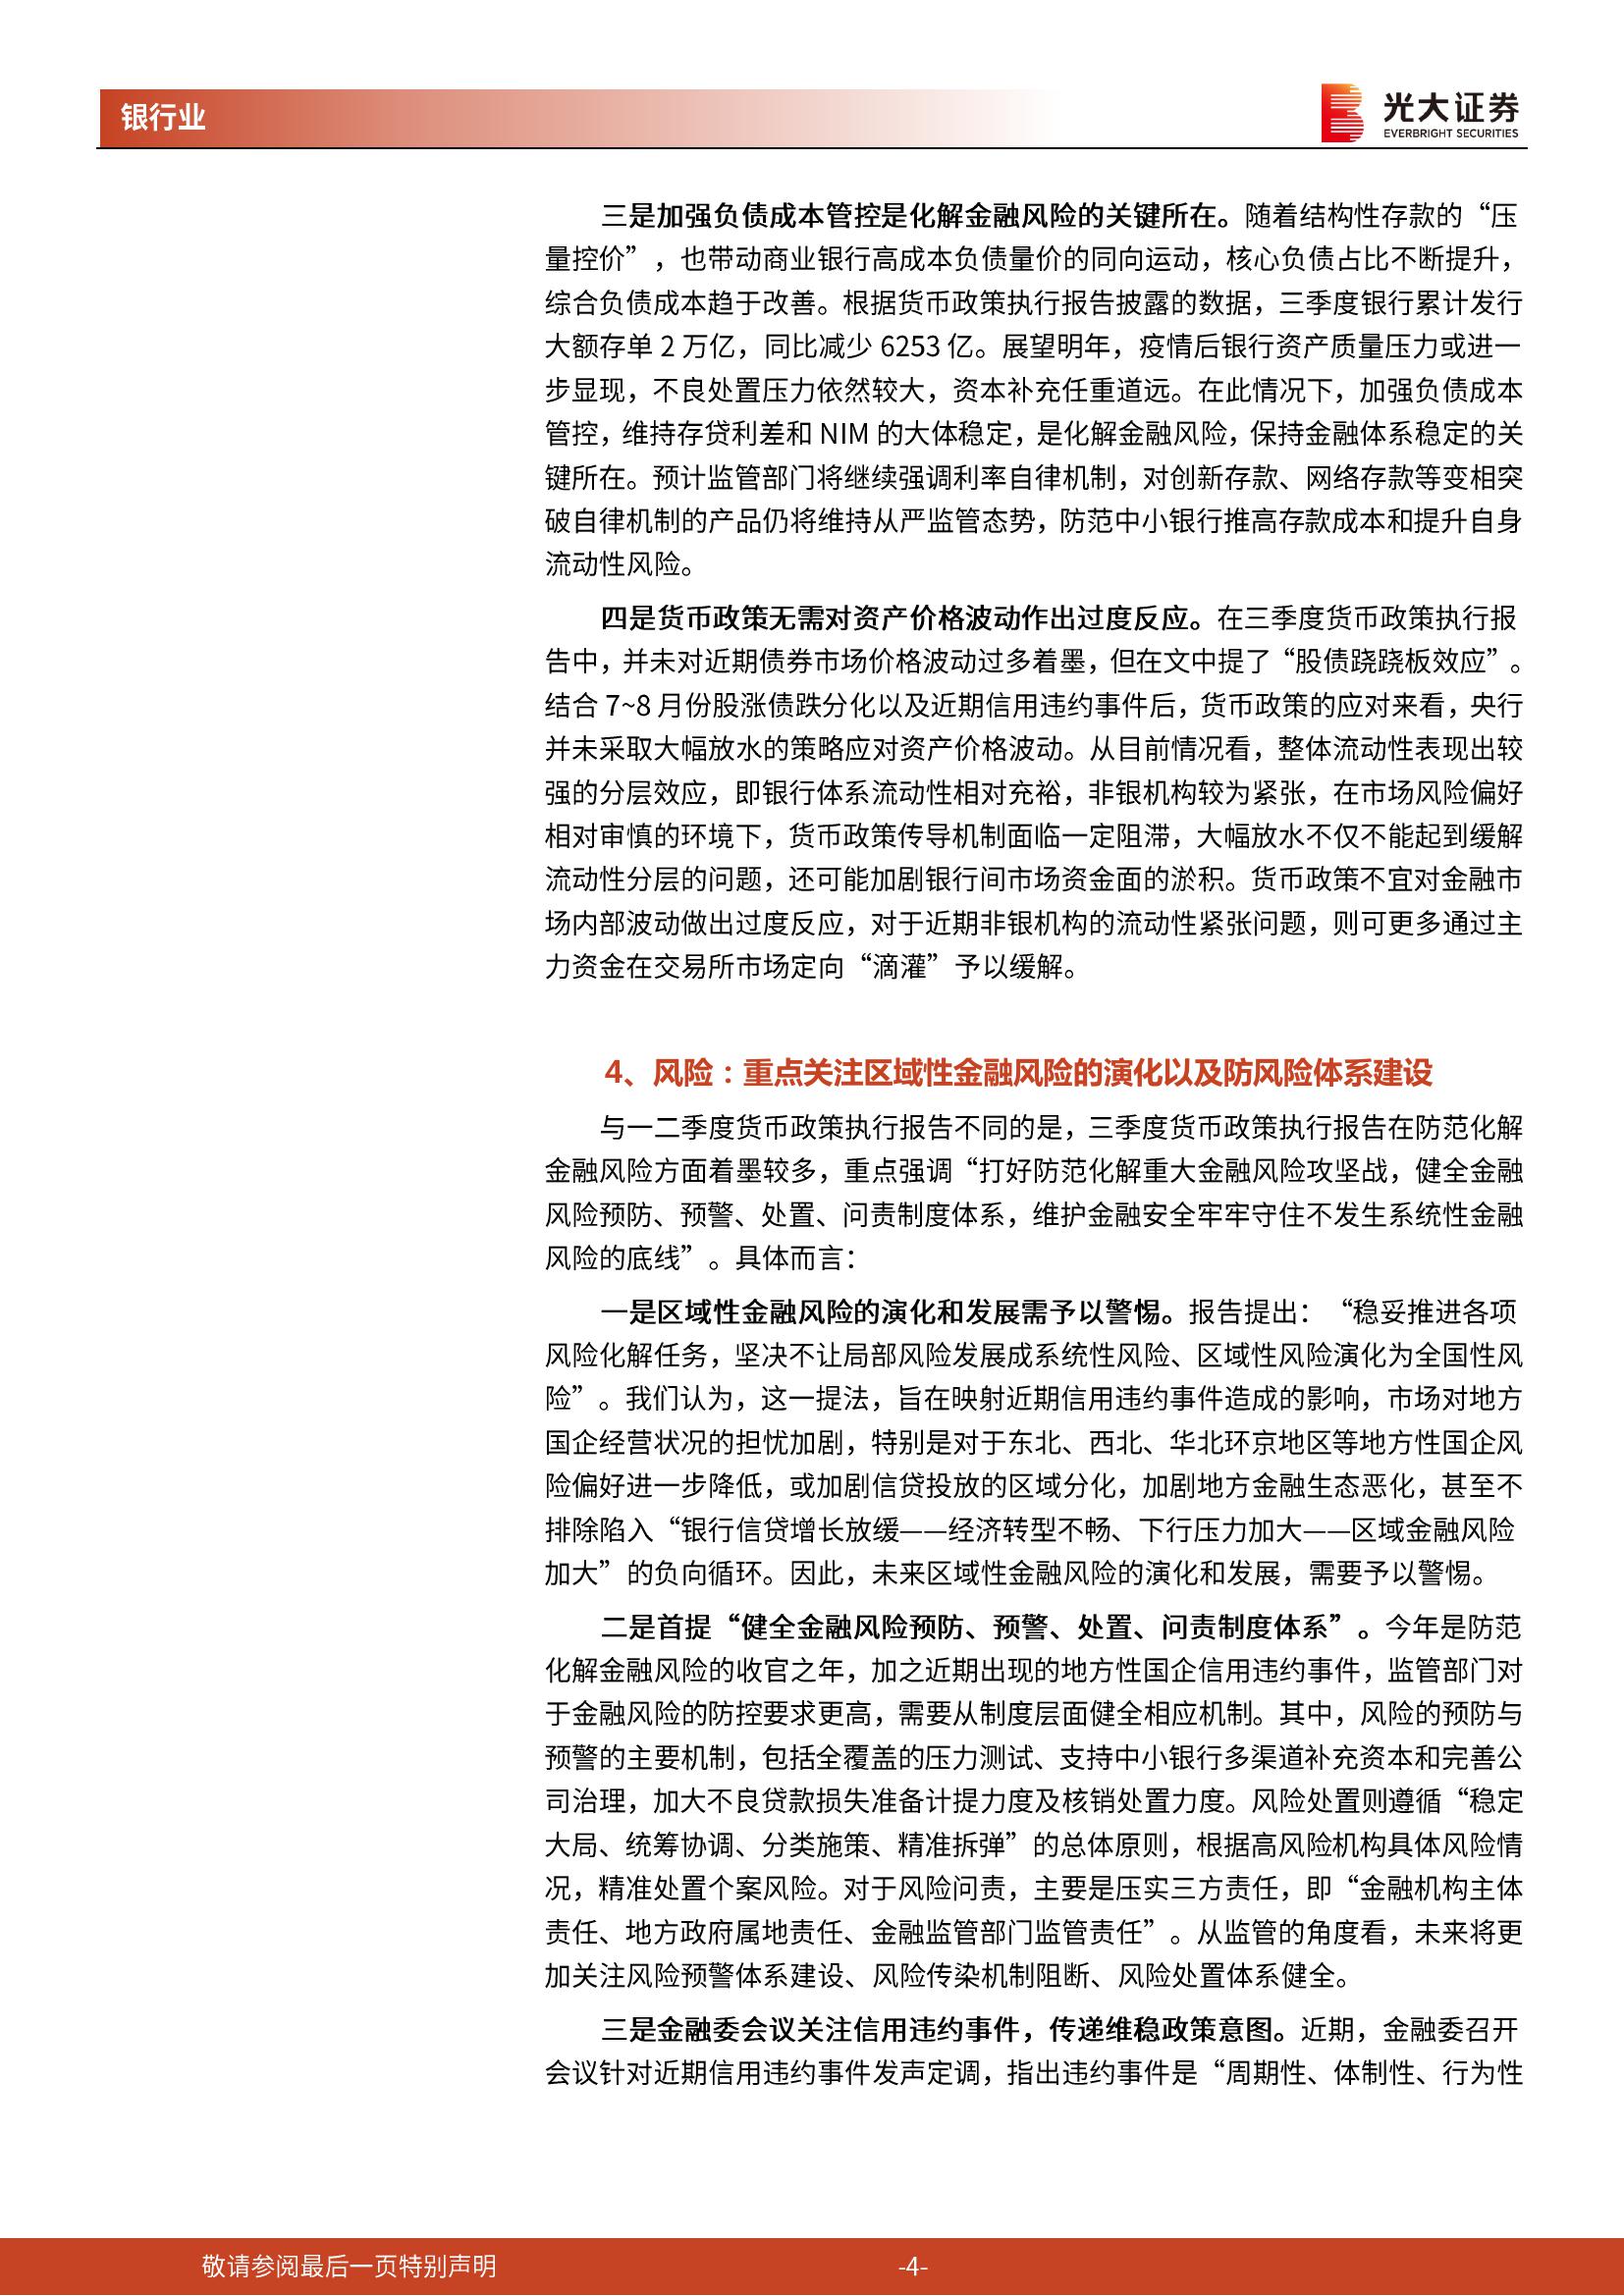 银行业
光大证券
EVERBRIGHT SECURITIES
三是加强负债成本管控是化解金融风险的关键所在。随着结构性存款的“压
量控价”，也带动商业银行高成本负债量价的同向运动，核心负债占比不断提升，
综合负债成本趋于改善。根据货币政策执行报告披露的数据，三季度银行累计发行
大额存单 2 万亿，同比减少 6253 亿。展望明年，疫情后银行资产质量压力或进一
步显现，不良处置压力依然较大，资本补充任重道远。在此情况下，加强负债成本
管控，维持存贷利差和 NIM 的大体稳定，是化解金融风险，保持金融体系稳定的关
键所在。预计监管部门将继续强调利率自律机制，对创新存款、网络存款等变相突
破自律机制的产品仍将维持从严监管态势，防范中小银行推高存款成本和提升自身
流动性风险。
四是货币政策无需对资产价格波动作出过度反应。在三季度货币政策执行报
告中，并未对近期债券市场价格波动过多着墨，但在文中提了“股债跷跷板效应”。
结合 7~8 月份股涨债跌分化以及近期信用违约事件后，货币政策的应对来看，央行
并未采取大幅放水的策略应对资产价格波动。从目前情况看，整体流动性表现出较
强的分层效应，即银行体系流动性相对充裕，非银机构较为紧张，在市场风险偏好
相对审慎的环境下，货币政策传导机制面临一定阻滞，大幅放水不仅不能起到缓解
流动性分层的问题，还可能加剧银行间市场资金面的淤积。货币政策不宜对金融市
场内部波动做出过度反应，对于近期非银机构的流动性紧张问题，则可更多通过主
力资金在交易所市场定向“滴灌”予以缓解。
4、风险：重点关注区域性金融风险的演化以及防风险体系建设
与一二季度货币政策执行报告不同的是，三季度货币政策执行报告在防范化解
金融风险方面着墨较多，重点强调“打好防范化解重大金融风险攻坚战，健全金融
风险预防、预警、处置、问责制度体系，维护金融安全牢牢守住不发生系统性金融
风险的底线”。具体而言：
一是区域性金融风险的演化和发展需予以警惕。报告提出：“稳妥推进各项
风险化解任务，坚决不让局部风险发展成系统性风险、区域性风险演化为全国性风
险”。我们认为，这一提法，旨在映射近期信用违约事件造成的影响，市场对地方
国企经营状况的担忧加剧，特别是对于东北、西北、华北环京地区等地方性国企风
险偏好进一步降低，或加剧信贷投放的区域分化，加剧地方金融生态恶化，甚至不
排除陷入“银行信贷增长放缓——经济转型不畅、下行压力加大——区域金融风险
加大”的负向循环。因此，未来区域性金融风险的演化和发展，需要予以警惕。
二是首提“健全金融风险预防、预警、处置、问责制度体系”。今年是防范
化解金融风险的收官之年，加之近期出现的地方性国企信用违约事件，监管部门对
于金融风险的防控要求更高，需要从制度层面健全相应机制。其中，风险的预防与
预警的主要机制，包括全覆盖的压力测试、支持中小银行多渠道补充资本和完善公
司治理，加大不良贷款损失准备计提力度及核销处置力度。风险处置则遵循“稳定
大局、统筹协调、分类施策、精准拆弹”的总体原则，根据高风险机构具体风险情
况，精准处置个案风险。对于风险问责，主要是压实三方责任，即“金融机构主体
责任、地方政府属地责任、金融监管部门监管责任”。从监管的角度看，未来将更
加关注风险预警体系建设、风险传染机制阻断、风险处置体系健全。
三是金融委会议关注信用违约事件，传递维稳政策意图。近期，金融委召开
会议针对近期信用违约事件发声定调，指出违约事件是“周期性、体制性、行为性
敬请参阅最后一页特别声明
-4-